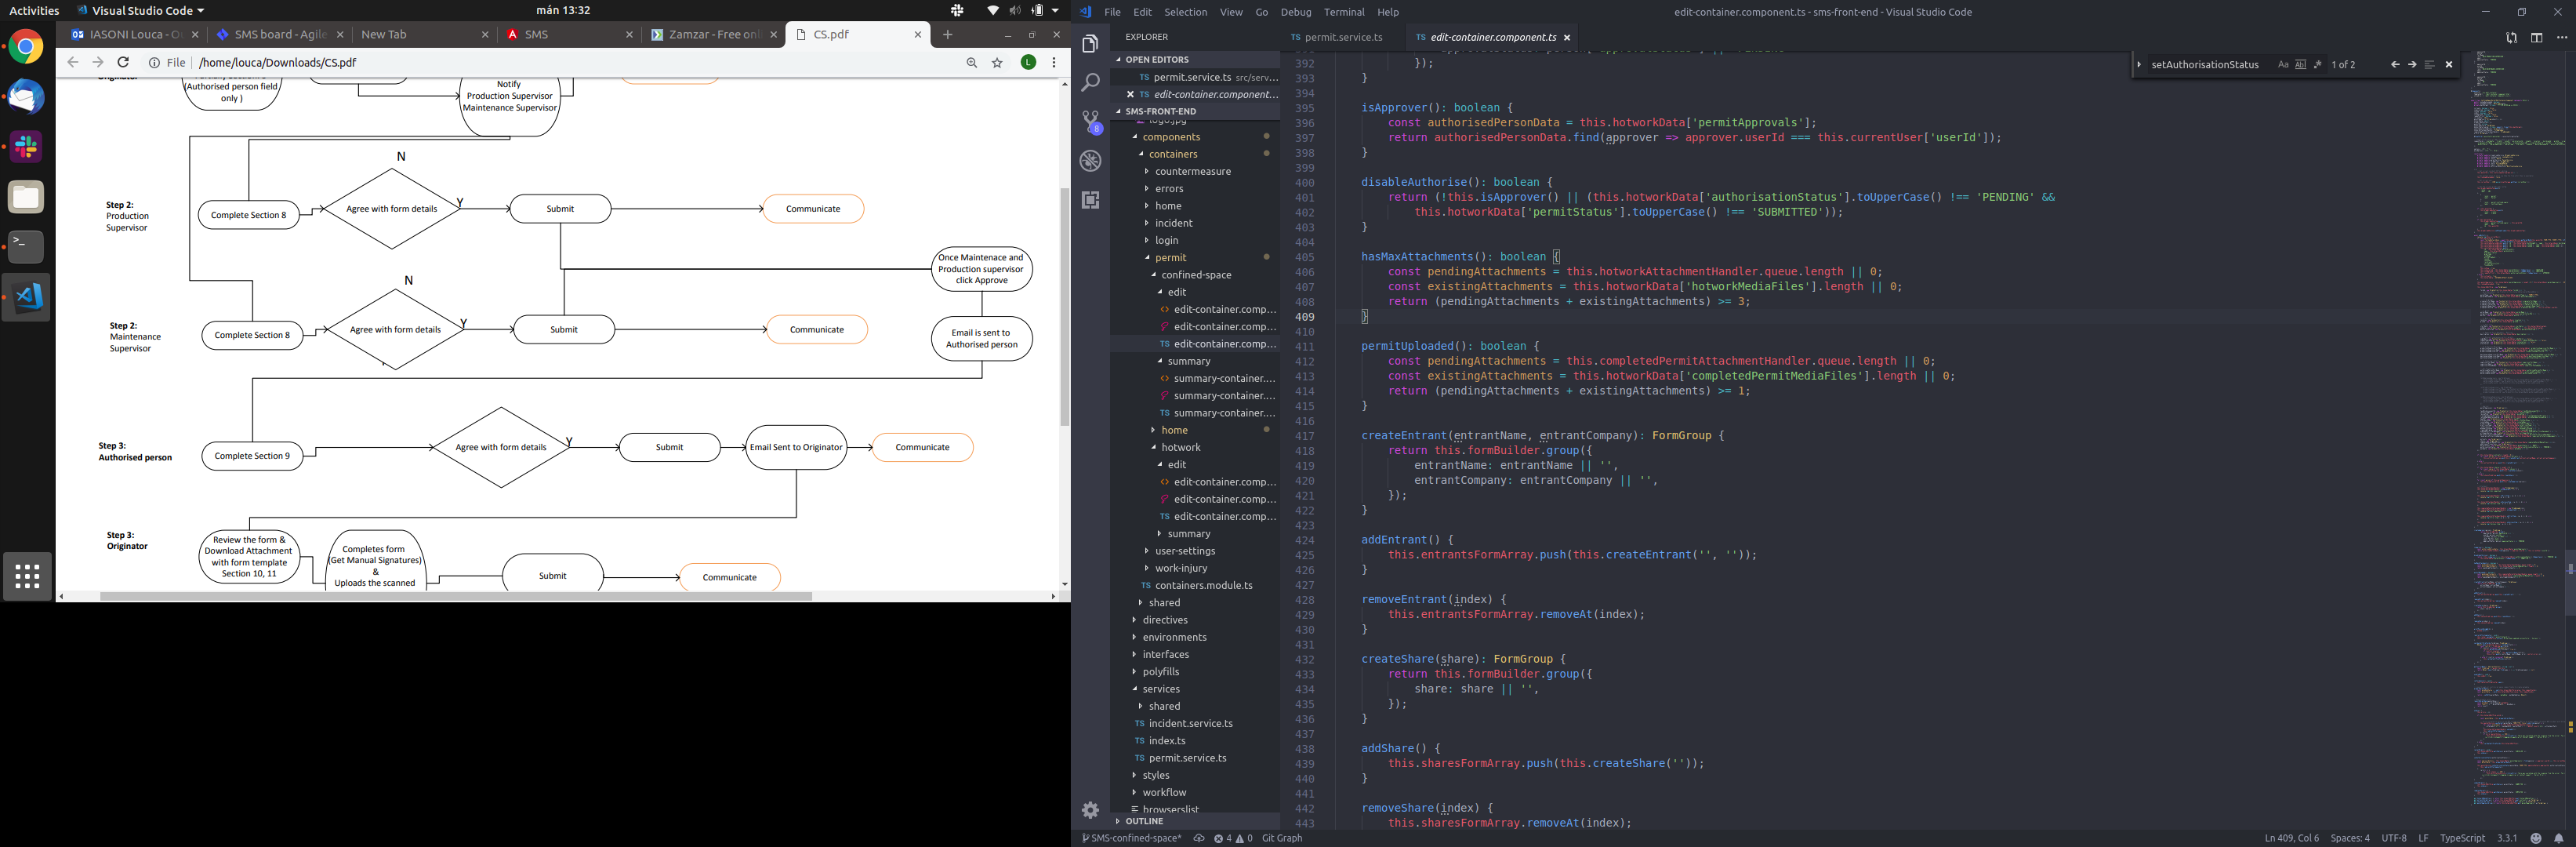 Activities
Visual Studio Code
mán 13:32
IASONI Louca - O
SMS board - Agile
New Tab
SMS
Zamzar - Free onl
CS.pdf
File
/home/louca/Downloads/CS.pdf
L
(Authorised person field
only )
Notify
Production Supervisor
Maintenance Supervisor
N
Step 2:
Production
Supervisor
Complete Section 8
Agree with form details
Y
Submit
Communicate
Once Maintenace and
Production supervisor
click Approve
N
Step 2:
Maintenance
Supervisor
Complete Section 8
Agree with form details
Y
Submit
Communicate
Email is sent to
Authorised person
Step 3:
Authorised person
Complete Section 9
Agree with form details
Y
Submit
Email Sent to Originator
Communicate
Step 3:
Originator
Review the form &
Download Attachment
with form template
Section 10, 11
Completes form
(Get Manual Signatures)
&
Uploads the scanned
Submit
Communicate
File Edit Selection View Go Debug Terminal Help
edit-container.component.ts - sms-front-end - Visual Studio Code
EXPLORER
OPEN EDITORS
TS permit.service.ts src/serv...
TS edit-container.component...
SMS-FRONT-END
components
containers
countermeasure
errors
home
incident
login
permit
confined-space
edit
edit-container.comp...
edit-container.comp...
TS edit-container.comp...
summary
summary-container....
summary-container....
TS summary-container....
home
hotwork
edit
edit-container.comp...
edit-container.comp...
TS edit-container.comp...
summary
user-settings
work-injury
TS containers.module.ts
shared
directives
environments
interfaces
polyfills
services
shared
TS incident.service.ts
TS index.ts
TS permit.service.ts
styles
workflow
browserslist
OUTLINE
8
TS permit.service.ts
TS edit-container.component.ts
setAuthorisationStatus
Aa Abl .* 1 of 2
392 });
393 }
394
395 isApprover(): boolean {
396 const authorisedPersonData = this.hotworkData['permitApprovals'];
397 return authorisedPersonData.find(approver => approver.userId === this.currentUser['userId']);
398 }
399
400 disableAuthorise(): boolean {
401 return (!this.isApprover() || (this.hotworkData['authorisationStatus'].toUpperCase() !== 'PENDING' &&
402 this.hotworkData['permitStatus'].toUpperCase() !== 'SUBMITTED'));
403 }
404
405 hasMaxAttachments(): boolean {
406 const pendingAttachments = this.hotworkAttachmentHandler.queue.length || 0;
407 const existingAttachments = this.hotworkData['hotworkMediaFiles'].length || 0;
408 return (pendingAttachments + existingAttachments) >= 3;
409 }
410
411 permitUploaded(): boolean {
412 const pendingAttachments = this.completedPermitAttachmentHandler.queue.length || 0;
413 const existingAttachments = this.hotworkData['completedPermitMediaFiles'].length || 0;
414 return (pendingAttachments + existingAttachments) >= 1;
415 }
416
417 createEntrant(entrantName, entrantCompany): FormGroup {
418 return this.formBuilder.group({
419 entrantName: entrantName || '',
420 entrantCompany: entrantCompany || '',
421 });
422 }
423
424 addEntrant() {
425 this.entrantsFormArray.push(this.createEntrant('', ''));
426 }
427
428 removeEntrant(index) {
429 this.entrantsFormArray.removeAt(index);
430 }
431
432 createShare(share): FormGroup {
433 return this.formBuilder.group({
434 share: share || '',
435 });
436 }
437
438 addShare() {
439 this.sharesFormArray.push(this.createShare(''));
440 }
441
442 removeShare(index) {
443 this.sharesFormArray.removeAt(index);
SMS-confined-space* 4 0 Git Graph
Ln 409, Col 6 Spaces: 4 UTF-8 LF TypeScript 3.3.1